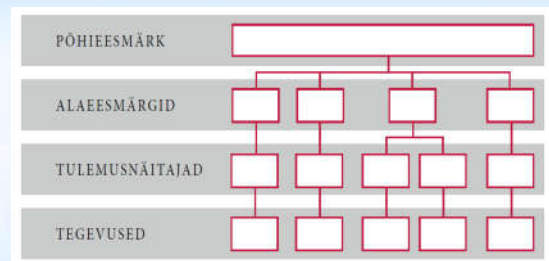 PÕHIEESMÄRK
ALAEESMÄRGID
TULEMUSNÄITAJAD
TEGEVUSED